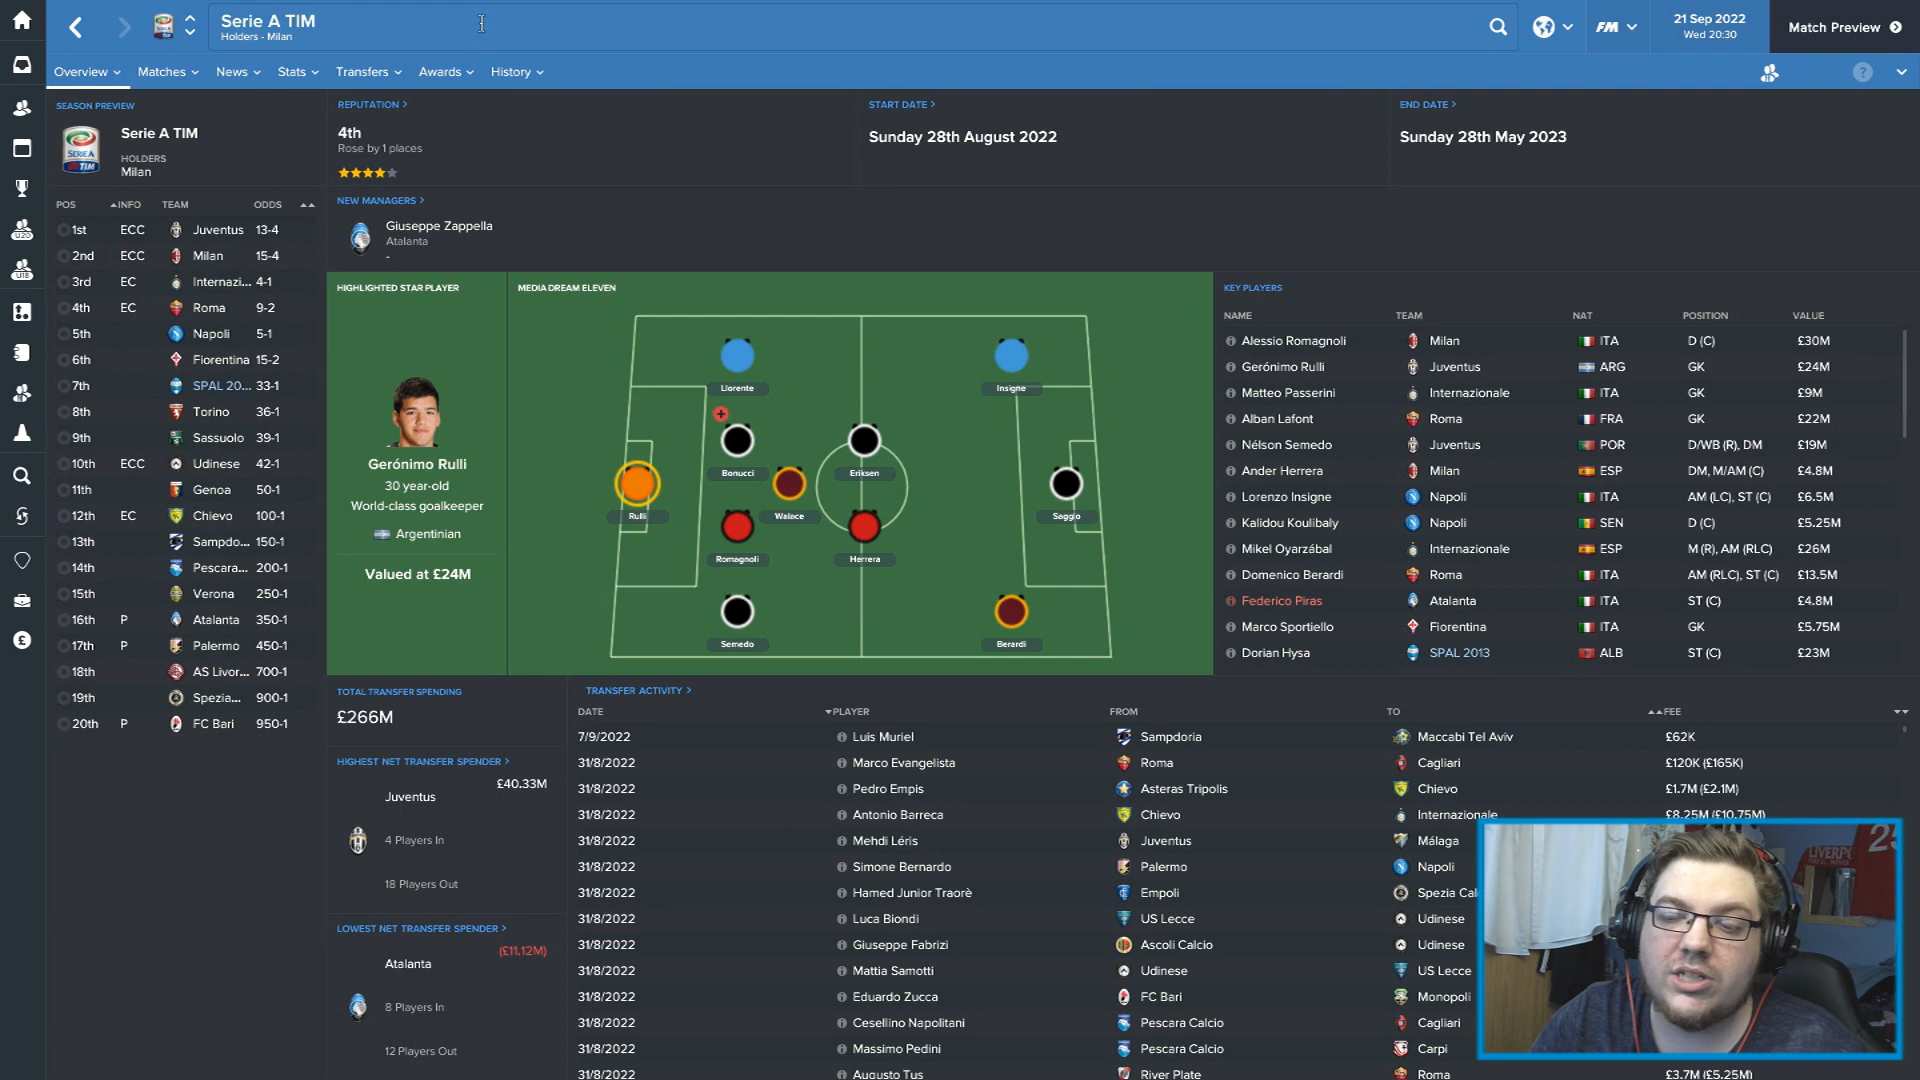 Serie A TIM
Holders - Milan
FM
21 Sep 2022
Wed 20:30
Match Preview
Overview Matches News Stats Transfers Awards History
SEASON PREVIEW
Serie A TIM
HOLDERS
Milan
REPUTATION >
4th
Rose by 1 places
START DATE >
Sunday 28th August 2022
END DATE >
Sunday 28th May 2023
NEW MANAGERS >
Giuseppe Zappella
Atalanta
-
POS INFO TEAM ODDS
1st ECC Juventus 13-4
2nd ECC Milan 15-4
3rd EC Internazi... 4-1
4th EC Roma 9-2
5th Napoli 5-1
6th Fiorentina 15-2
7th SPAL 20... 33-1
8th Torino 36-1
9th Sassuolo 39-1
10th ECC Udinese 42-1
11th Genoa 50-1
12th EC Chievo 100-1
13th Sampdo... 150-1
14th Pescara... 200-1
15th Verona 250-1
16th P Atalanta 350-1
17th P Palermo 450-1
18th AS Livor... 700-1
19th Spezia... 900-1
20th P FC Bari 950-1
HIGHLIGHTED STAR PLAYER
Gerónimo Rulli
30 year-old
World-class goalkeeper
Argentinian
Valued at £24M
MEDIA DREAM ELEVEN
Llorente
Insigne
Bonucci
Eriksen
Rulli
Walace
Saggio
Romagnoli
Herrera
Semedo
Berardi
KEY PLAYERS
NAME TEAM NAT POSITION VALUE
Alessio Romagnoli Milan ITA D (C) £30M
Gerónimo Rulli Juventus ARG GK £24M
Matteo Passerini Internazionale ITA GK £9M
Alban Lafont Roma FRA GK £22M
Nélson Semedo Juventus POR D/WB (R), DM £19M
Ander Herrera Milan ESP DM, M/AM (C) £4.8M
Lorenzo Insigne Napoli ITA AM (LC), ST (C) £6.5M
Kalidou Koulibaly Napoli SEN D (C) £5.25M
Mikel Oyarzábal Internazionale ESP M (R), AM (RLC) £26M
Domenico Berardi Roma ITA AM (RLC), ST (C) £13.5M
Federico Piras Atalanta ITA ST (C) £4.8M
Marco Sportiello Fiorentina ITA GK £5.75M
Dorian Hysa SPAL 2013 ALB ST (C) £23M
TOTAL TRANSFER SPENDING
£266M
HIGHEST NET TRANSFER SPENDER >
£40.33M
Juventus
4 Players In
18 Players Out
LOWEST NET TRANSFER SPENDER >
(£11.12M)
Atalanta
8 Players In
12 Players Out
TRANSFER ACTIVITY >
DATE PLAYER FROM TO FEE
7/9/2022 Luis Muriel Sampdoria Maccabi Tel Aviv £62K
31/8/2022 Marco Evangelista Roma Cagliari £120K (£165K)
31/8/2022 Pedro Empis Asteras Tripolis Chievo £1.7M (£2.1M)
31/8/2022 Antonio Barreca Chievo Internazionale £8.25M (£10.75M)
31/8/2022 Mehdi Léris Juventus Málaga
31/8/2022 Simone Bernardo Palermo Napoli
31/8/2022 Hamed Junior Traorè Empoli Spezia Cal
31/8/2022 Luca Biondi US Lecce Udinese
31/8/2022 Giuseppe Fabrizi Ascoli Calcio Udinese
31/8/2022 Mattia Samotti Udinese US Lecce
31/8/2022 Eduardo Zucca FC Bari Monopoli
31/8/2022 Cesellino Napolitani Pescara Calcio Cagliari
31/8/2022 Massimo Pedini Pescara Calcio Carpi
31/8/2022 Augusto Tus River Plate Roma £3.7M (£5.25M)